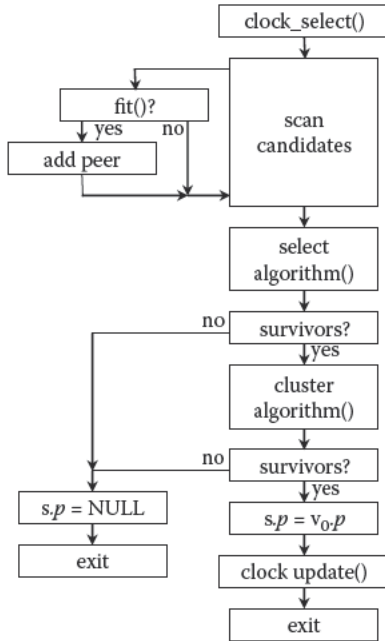 clock_select()
fit()?
yes
no
add peer
scan
candidates
select
algorithm()
no
survivors?
yes
cluster
algorithm()
no
survivors?
yes
s.p = NULL
s.p = v₀.p
exit
clock update()
exit